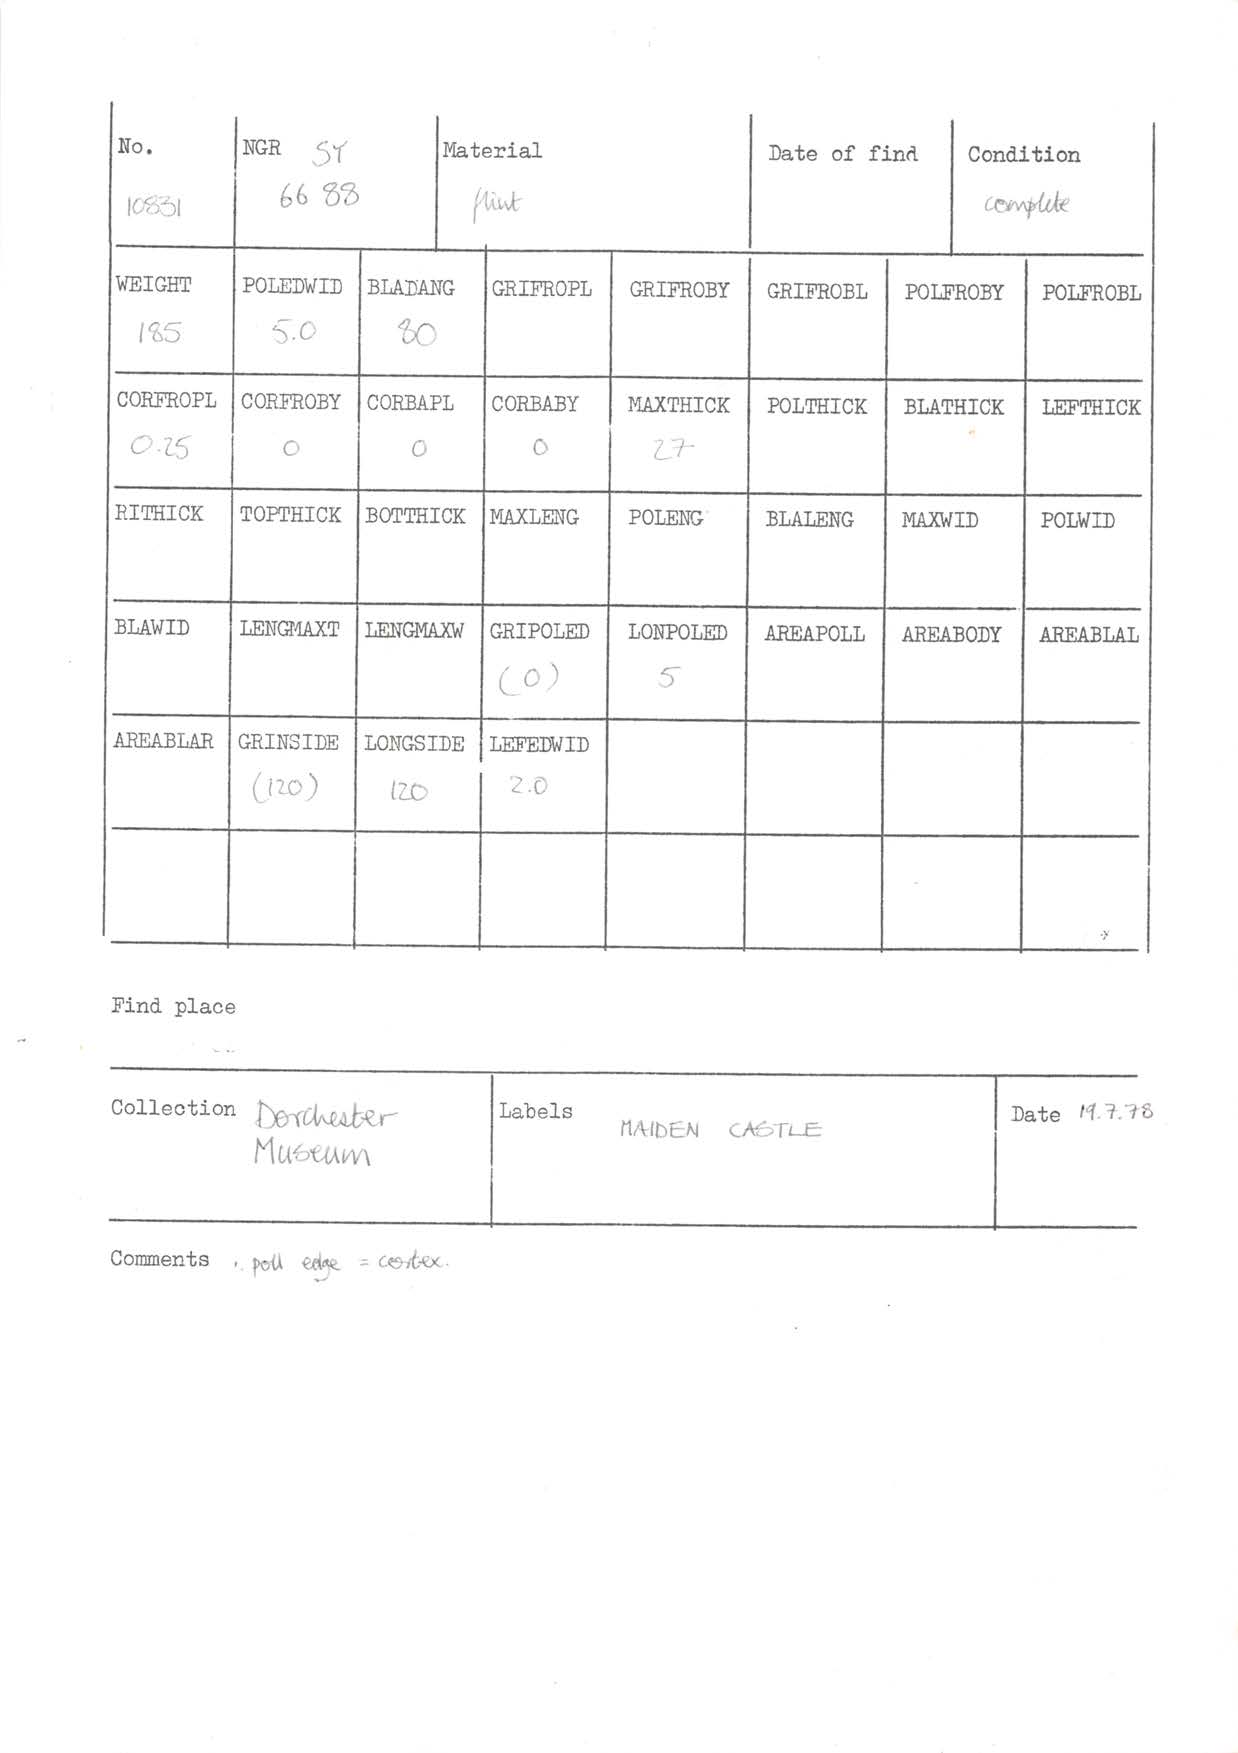 No. NGR SY Material Date of find Condition
10831 66 88 flint complete
WEIGHT POLEDWID BLADANG GRIFROPL GRIFROBY GRIFROBL POLFROBY POLFROBL
185 5.0 80
CORFROPL CORFROBY CORBAPL CORBABY MAXTHICK POLTHICK BLATHICK LEFTHICK
0.25 0 0 0 27
RITHICK TOPTHICK BOTTHICK MAXLENG POLENG BLALENG MAXWID POLWID
BLAWID LENGMAXT LENGMAXW GRIPOLED LONPOLED AREAPOLL AREABODY AREABLAL
(0) 5
AREABLAR GRINSIDE LONGSIDE LEFEDWID
(120) 120 2.0
Find place
Collection Dorchester Labels MAIDEN CASTLE Date 19.7.78
Museum
Comments . poll edge = cortex.